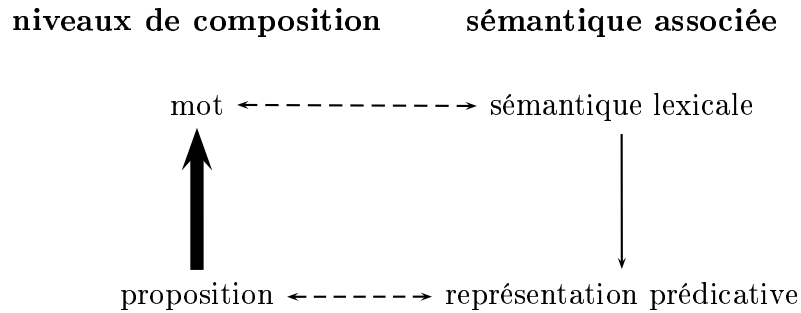 niveaux de composition sémantique associée
mot sémantique lexicale
proposition représentation prédicative